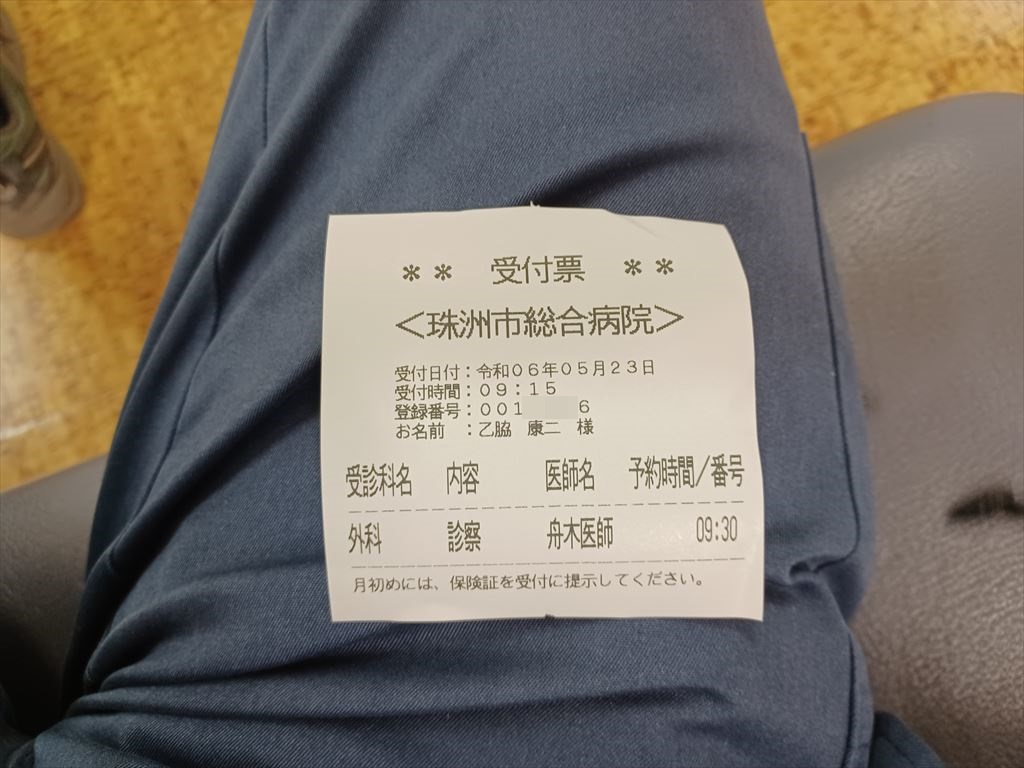 ** 受付票 **
<珠洲市総合病院>
受付日付:令和06年05月23日
受付時間:09:15
登録番号:001 6
お名前 :乙脇 康二 様
受診科名 内容 医師名 予約時間/番号
外科 診察 舟木医師 09:30
月初めには、保険証を受付に提示してください。